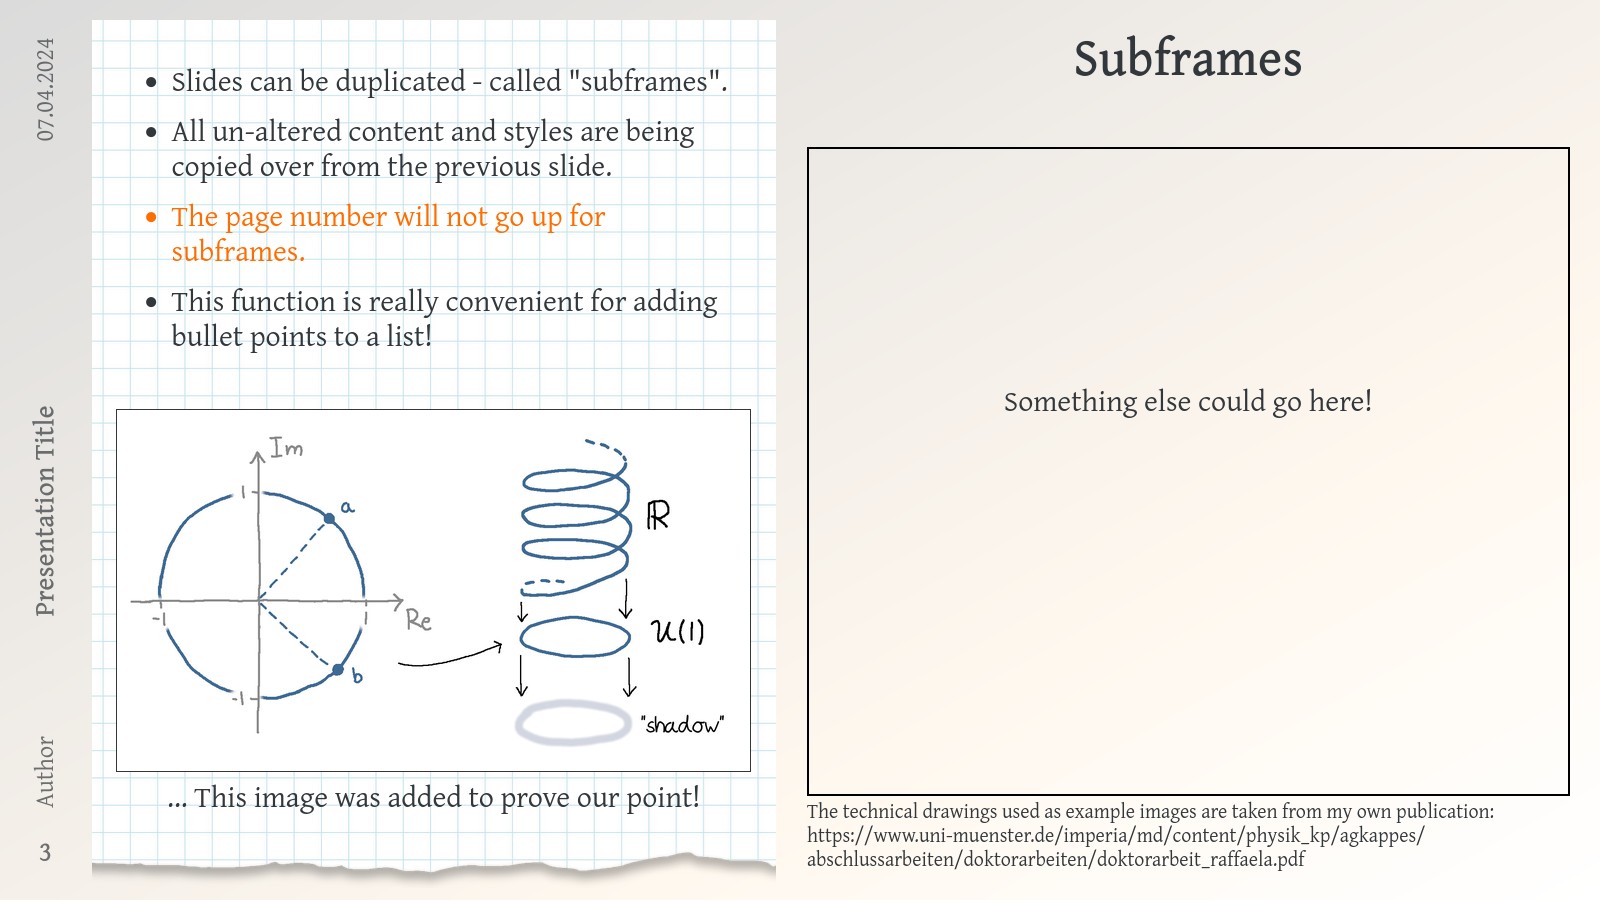 07.04.2024
Presentation Title
Author
3
• Slides can be duplicated - called "subframes".
• All un-altered content and styles are being
copied over from the previous slide.
• The page number will not go up for
subframes.
• This function is really convenient for adding
bullet points to a list!
Im
1
a
-1
1
Re
b
-1
ℝ
U(1)
"shadow"
... This image was added to prove our point!
Subframes
Something else could go here!
The technical drawings used as example images are taken from my own publication:
https://www.uni-muenster.de/imperia/md/content/physik_kp/agkappes/
abschlussarbeiten/doktorarbeiten/doktorarbeit_raffaela.pdf